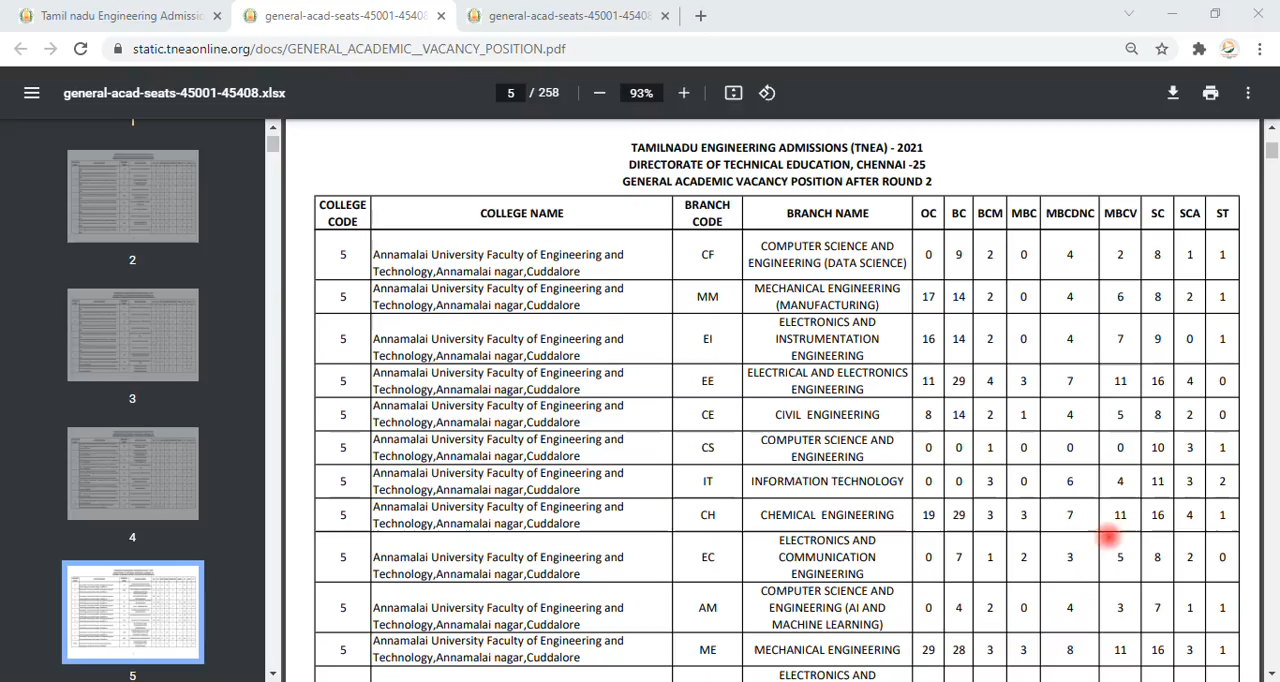 Tamil nadu Engineering Admissio
general-acad-seats-45001-45408
general-acad-seats-45001-45408
static.tneaonline.org/docs/GENERAL_ACADEMIC__VACANCY_POSITION.pdf
general-acad-seats-45001-45408.xlsx
5 / 258
93%
2
3
4
5
TAMILNADU ENGINEERING ADMISSIONS (TNEA) - 2021
DIRECTORATE OF TECHNICAL EDUCATION, CHENNAI -25
GENERAL ACADEMIC VACANCY POSITION AFTER ROUND 2
COLLEGE CODE COLLEGE NAME BRANCH CODE BRANCH NAME OC BC BCM MBC MBCDNC MBCV SC SCA ST
5 Annamalai University Faculty of Engineering and Technology,Annamalai nagar,Cuddalore CF COMPUTER SCIENCE AND ENGINEERING (DATA SCIENCE) 0 9 2 0 4 2 8 1 1
5 Annamalai University Faculty of Engineering and Technology,Annamalai nagar,Cuddalore MM MECHANICAL ENGINEERING (MANUFACTURING) 17 14 2 0 4 6 8 2 1
5 Annamalai University Faculty of Engineering and Technology,Annamalai nagar,Cuddalore EI ELECTRONICS AND INSTRUMENTATION ENGINEERING 16 14 2 0 4 7 9 0 1
5 Annamalai University Faculty of Engineering and Technology,Annamalai nagar,Cuddalore EE ELECTRICAL AND ELECTRONICS ENGINEERING 11 29 4 3 7 11 16 4 0
5 Annamalai University Faculty of Engineering and Technology,Annamalai nagar,Cuddalore CE CIVIL ENGINEERING 8 14 2 1 4 5 8 2 0
5 Annamalai University Faculty of Engineering and Technology,Annamalai nagar,Cuddalore CS COMPUTER SCIENCE AND ENGINEERING 0 0 1 0 0 0 10 3 1
5 Annamalai University Faculty of Engineering and Technology,Annamalai nagar,Cuddalore IT INFORMATION TECHNOLOGY 0 0 3 0 6 4 11 3 2
5 Annamalai University Faculty of Engineering and Technology,Annamalai nagar,Cuddalore CH CHEMICAL ENGINEERING 19 29 3 3 7 11 16 4 1
5 Annamalai University Faculty of Engineering and Technology,Annamalai nagar,Cuddalore EC ELECTRONICS AND COMMUNICATION ENGINEERING 0 7 1 2 3 5 8 2 0
5 Annamalai University Faculty of Engineering and Technology,Annamalai nagar,Cuddalore AM COMPUTER SCIENCE AND ENGINEERING (AI AND MACHINE LEARNING) 0 4 2 0 4 3 7 1 1
5 Annamalai University Faculty of Engineering and Technology,Annamalai nagar,Cuddalore ME MECHANICAL ENGINEERING 29 28 3 3 8 11 16 3 1
ELECTRONICS AND